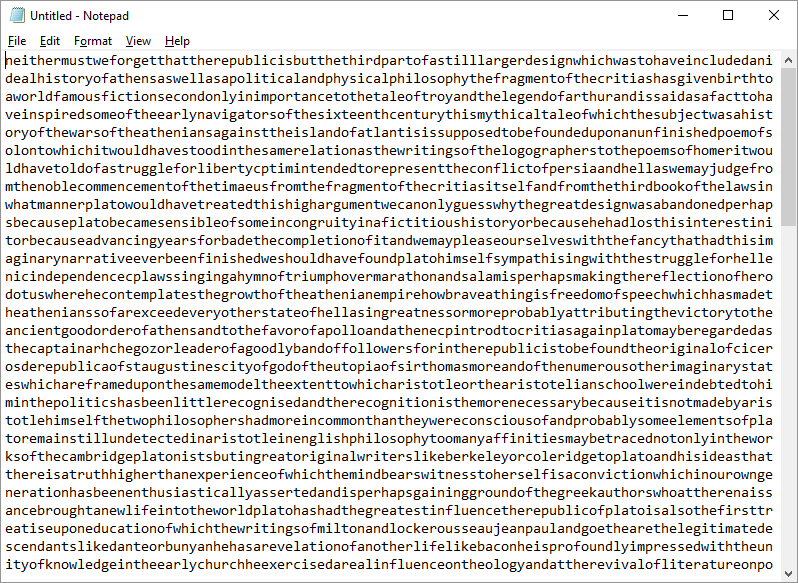 Untitled - Notepad
File Edit Format View Help
neithermustweforgetthattherepublicisbutthethirdpartofastilllargerdesignwhichwastohaveincludedani
dealhistoryofathensaswellasapoliticalandphysicalphilosophythefragmentofthecritiashasgivenbirthto
aworldfamousfictionsecondonlyinimportancetothetaleoftroyandthelegendofarthurandissaidasafacttoha
veinspiredsomeoftheearlynavigatorsofthesixteenthcenturythismythicaltaleofwhichthesubjectwasahist
oryofthewarsoftheatheniansagainsttheislandofatlantisissupposedtobefoundeduponanunfinishedpoemofs
olontowhichitwouldhavestoodinthesamerelationasthewritingsofthelogographerstothepoemsofhomeritwou
ldhavetoldofastruggleforlibertycptimintendedtorepresenttheconflictofpersiaandhellaswemayjudgefro
mthenoblecommencementofthetimaeusfromthefragmentofthecritiasitselfandfromthethirdbookofthelawsin
whatmannerplatowouldhavetreatedthishighargumentwecanonlyguesswhythegreatdesignwasabandonedperhap
sbecauseplatobecamesensibleofsomeincongruityinafictitioushistoryorbecausehehadlosthisinterestini
torbecauseadvancingyearsforbadethecompletionofitandwemaypleaseourselveswiththefancythathadthisim
aginarynarrativeeverbeenfinishedweshouldhavefoundplatohimselfsympathisingwiththestruggleforhelle
nicindependencecplawssingingahymnoftriumphovermarathonandsalamisperhapsmakingthereflectionofhero
dotuswherehecontemplatesthegrowthoftheathenianempirehowbraveathingisfreedomofspeechwhichhasmadet
heatheniansso farexceedeveryotherstateofhellasingreatnessormoreprobablyattributingthevictorytothe
ancientgoodorderofathensandtothefavorofapolloandathenecpintrodtocritiasagainplatomayberegardedas
thecaptainarhchegozorleaderofagoodlybandoffollowersforintherepublicistobefoundtheoriginalofcicer
osderepublicaofstaugustinescityofgodoftheutopiaofsirthomasmoreandofthenumerousotherimaginarystat
eswhichareframeduponthesamemodeltheextenttowhicharistotleorthearistotelianschoolwereindebtedtohi
minthepoliticshasbeenlittlerecognisedandtherecognitionisthemorenecessarybecauseitisnotmadebyaris
totlehimselfthetwophilosophershadmoreincommonthantheywereconsciousofandprobablysomeelementsofpla
toremainstillundetectedinaristotleinenglishphilosophytoomanyaffinitiesmaybetracednotonlyinthewor
ksofthecambridgeplatonistsbutingreatoriginalwriterslikeberkeleyorcoleridgetoplatoandhisideasthat
thereisatruthhigherthanexperienceofwhichthemindbearswitnesstoherselfisaconvictionwhichinourownge
nerationhasbeenenthusiasticallyassertedandisperhapsgaininggroundofthegreekauthorswhoattherenaiss
ancebroughtanewlifeintotheworldplatohashadthegreatestinfluencetherepublicofplatoisalsothefirsttr
eatiseuponeducationofwhichthewritingsofmiltonandlockerousseaujeanpaulandgoethearethelegitimatede
scendantslikedanteorbunyanhehasarevelationofanotherlifelikebaconheisprofoundlyimpressedwiththeun
ityofknowledgeintheearlychurchheexercisedarealinfluenceontheologyandattherevivalofliteratureonpo